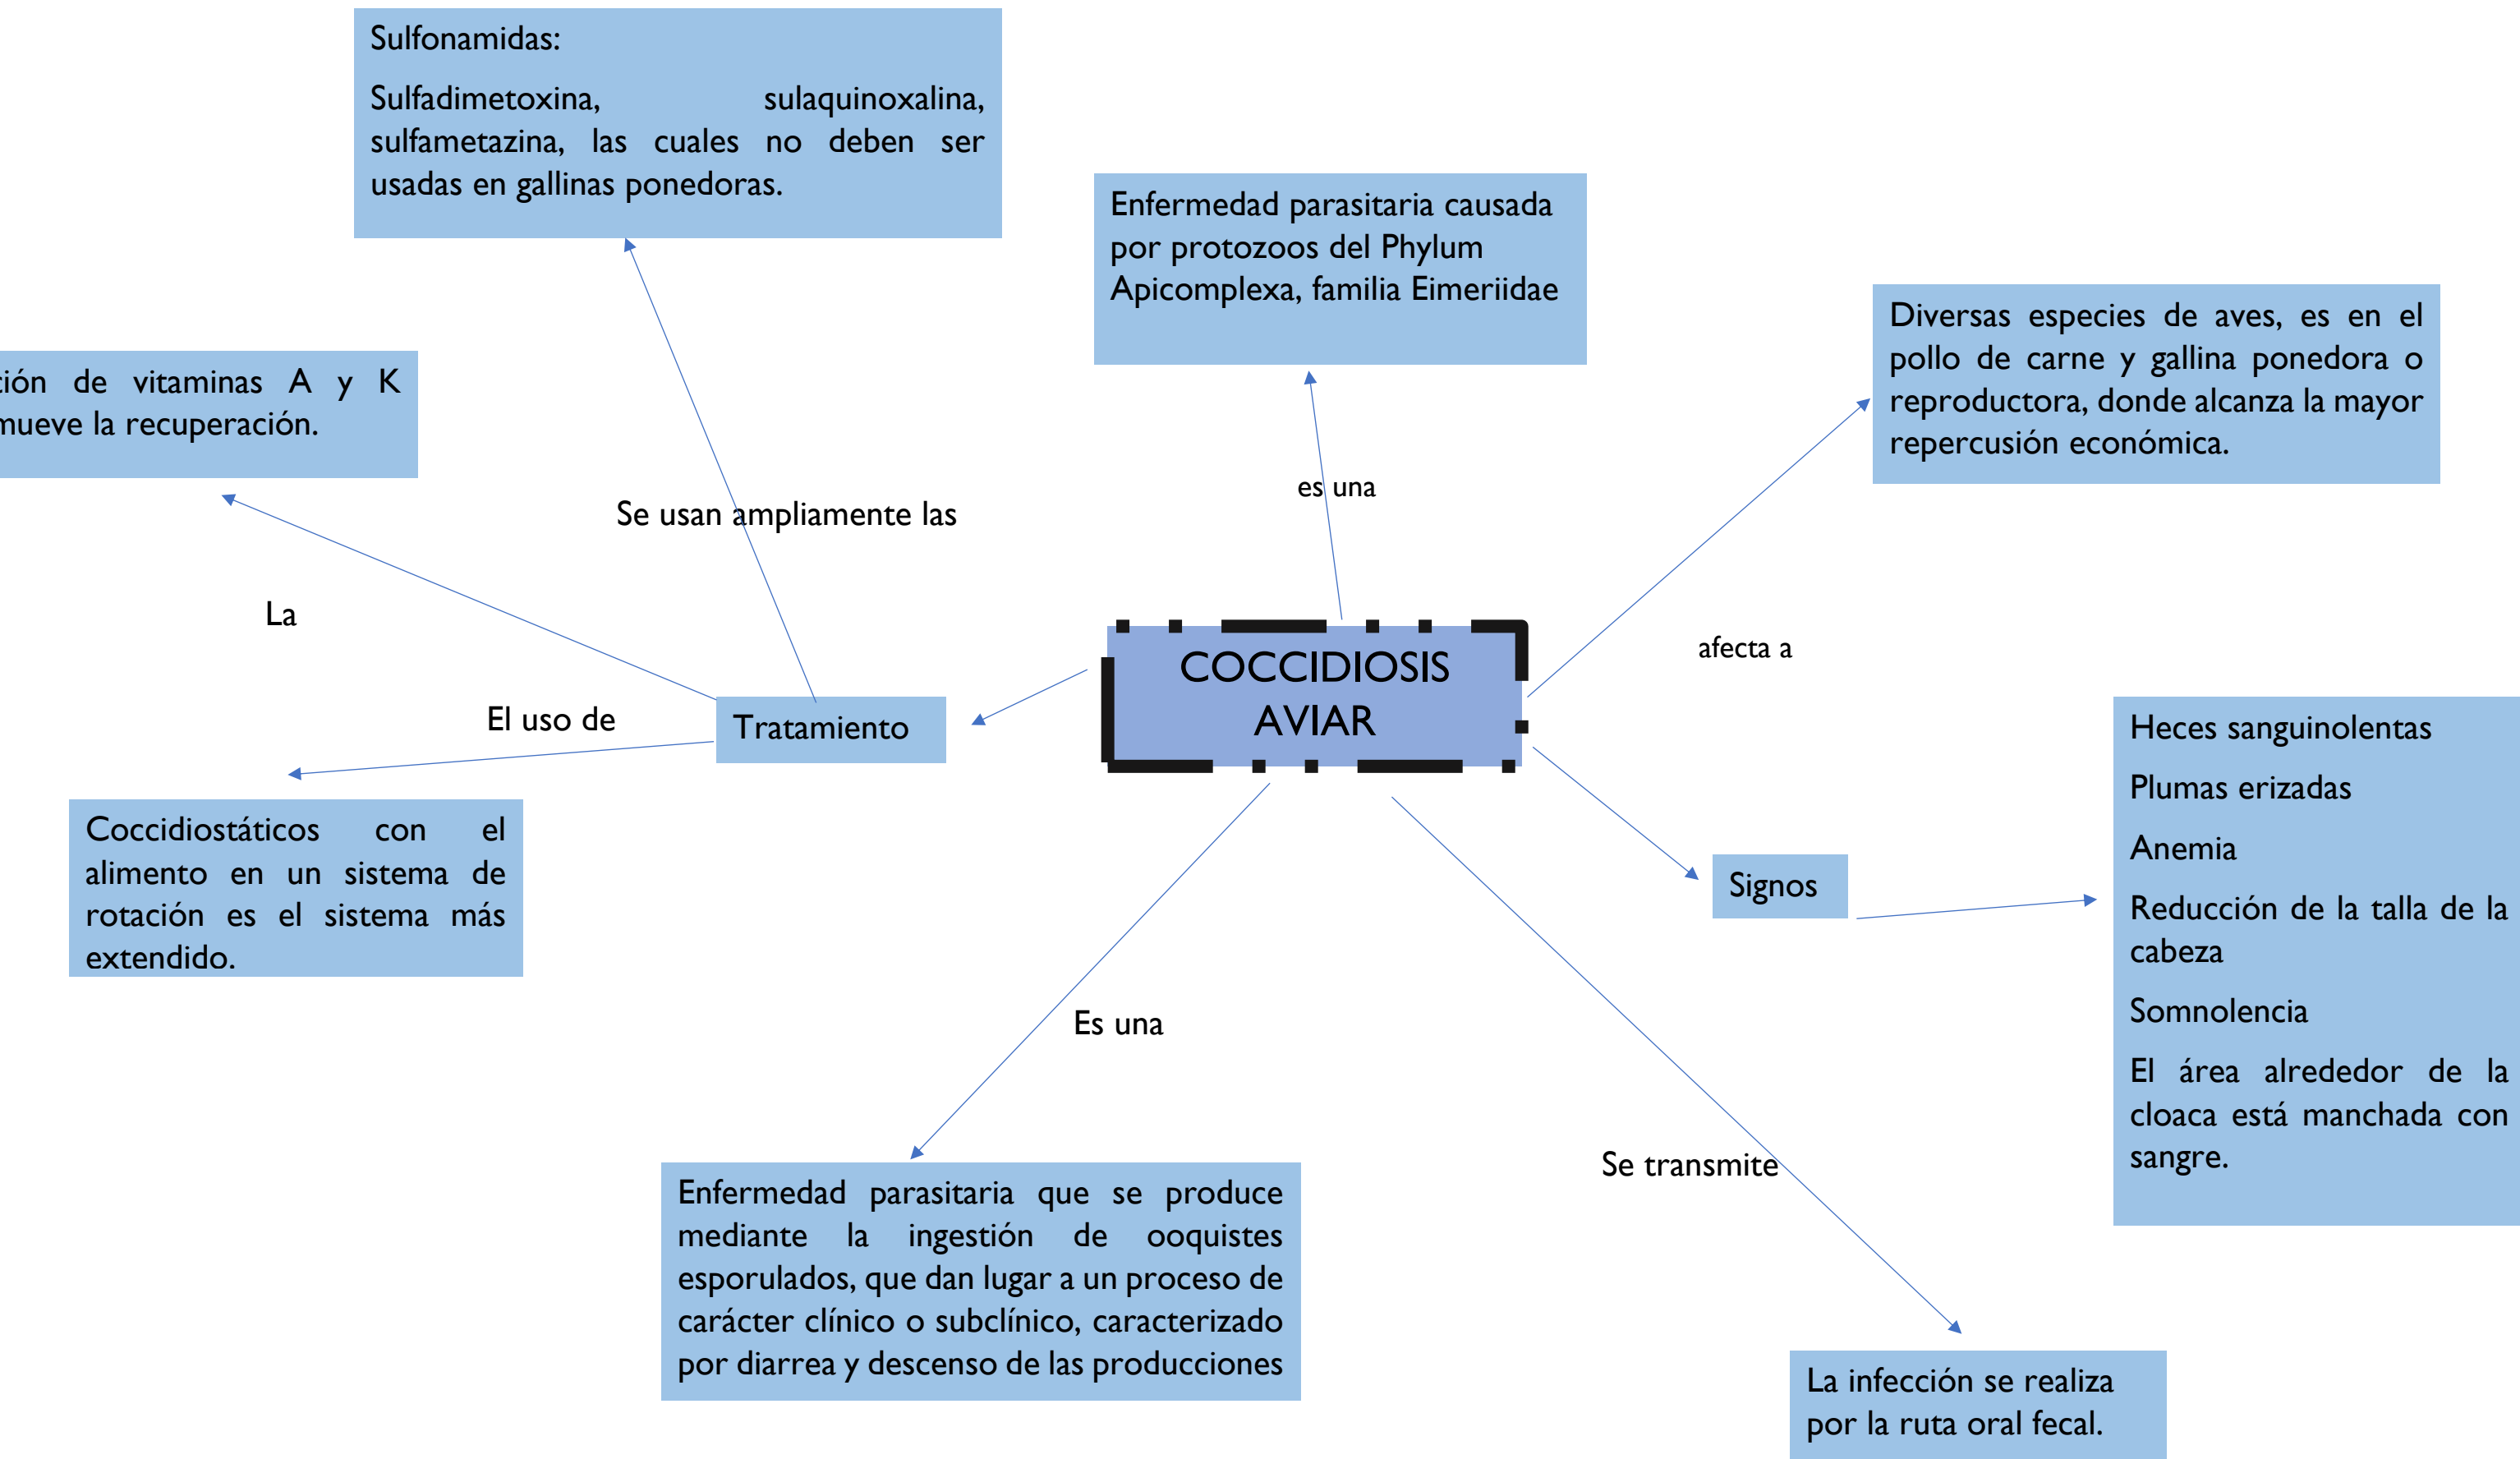 Sulfonamidas:
Sulfadimetoxina, sulaquinoxalina,
sulfametazina, las cuales no deben ser
usadas en gallinas ponedoras.
Enfermedad parasitaria causada
por protozoos del Phylum
Apicomplexa, familia Eimeriidae
Diversas especies de aves, es en el
pollo de carne y gallina ponedora o
reproductora, donde alcanza la mayor
repercusión económica.
ción de vitaminas A y K
mueve la recuperación.
es una
Se usan ampliamente las
La
afecta a
COCCIDIOSIS
AVIAR
El uso de
Tratamiento
Coccidiostáticos con el
alimento en un sistema de
rotación es el sistema más
extendido.
Signos
Heces sanguinolentas
Plumas erizadas
Anemia
Reducción de la talla de la
cabeza
Somnolencia
El área alrededor de la
cloaca está manchada con
sangre.
Es una
Se transmite
Enfermedad parasitaria que se produce
mediante la ingestión de ooquistes
esporulados, que dan lugar a un proceso de
carácter clínico o subclínico, caracterizado
por diarrea y descenso de las producciones
La infección se realiza
por la ruta oral fecal.